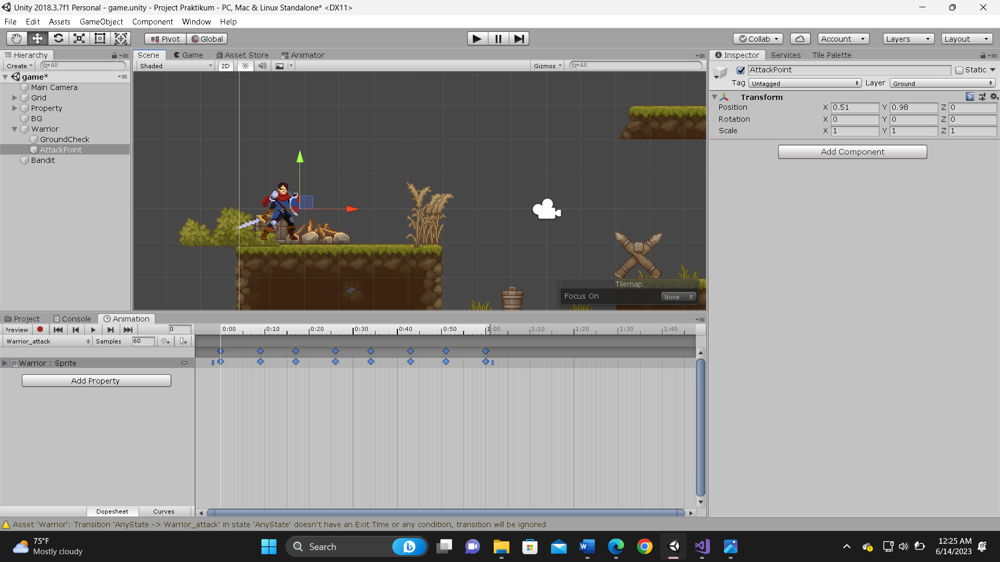 Unity 2018.3.7f1 Personal - game.unity - Project Praktikum - PC, Mac & Linux Standalone* <DX11>
File Edit Assets GameObject Component Window Help
Pivot Global Collab Account Layers Layout
Hierarchy
Create All
game*
Main Camera
Grid
Property
BG
Warrior
GroundCheck
AttackPoint
Bandit
Scene Game Asset Store Animator
Shaded 2D Gizmos All
Tilemap
Focus On None
Inspector Services Tile Palette
AttackPoint Static
Tag Untagged Layer Ground
Transform
Position X 0.51 Y 0.98 Z 0
Rotation X 0 Y 0 Z 0
Scale X 1 Y 1 Z 1
Add Component
Project Console Animation
Preview 0 0:00 0:10 0:20 0:30 0:40 0:50 1:00 1:10 1:20 1:30 1:40
Warrior_attack Samples 60
Warrior : Sprite
Add Property
Dopesheet Curves
Asset 'Warrior': Transition 'AnyState -> Warrior_attack' in state 'AnyState' doesn't have an Exit Time or any condition, transition will be ignored
75°F
Mostly cloudy
Search
12:25 AM
6/14/2023